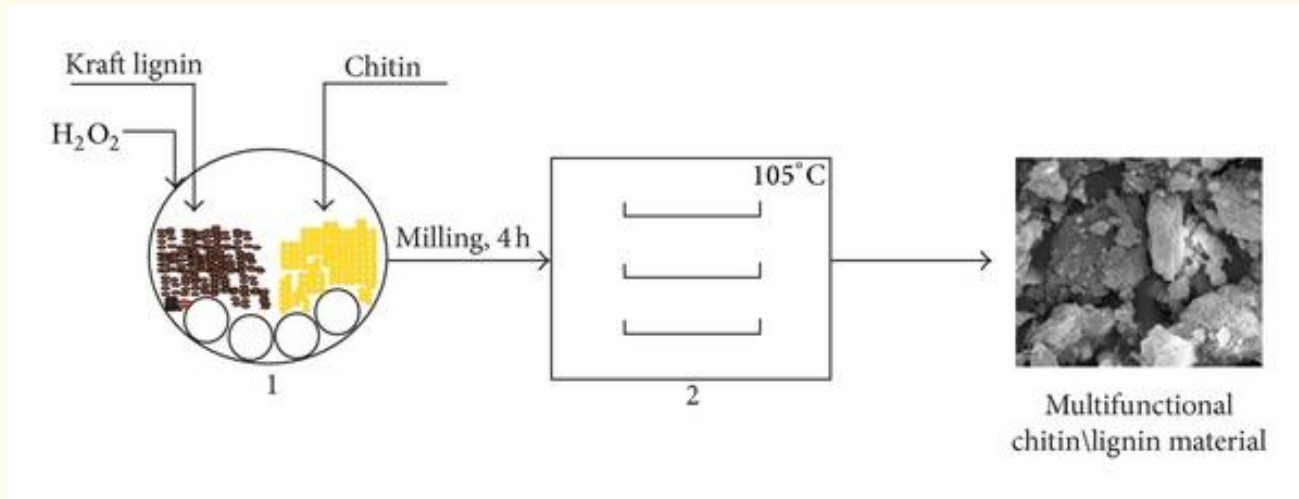 Kraft lignin
Chitin
H₂O₂
105°C
Milling, 4 h
1
2
Multifunctional
chitin\lignin material